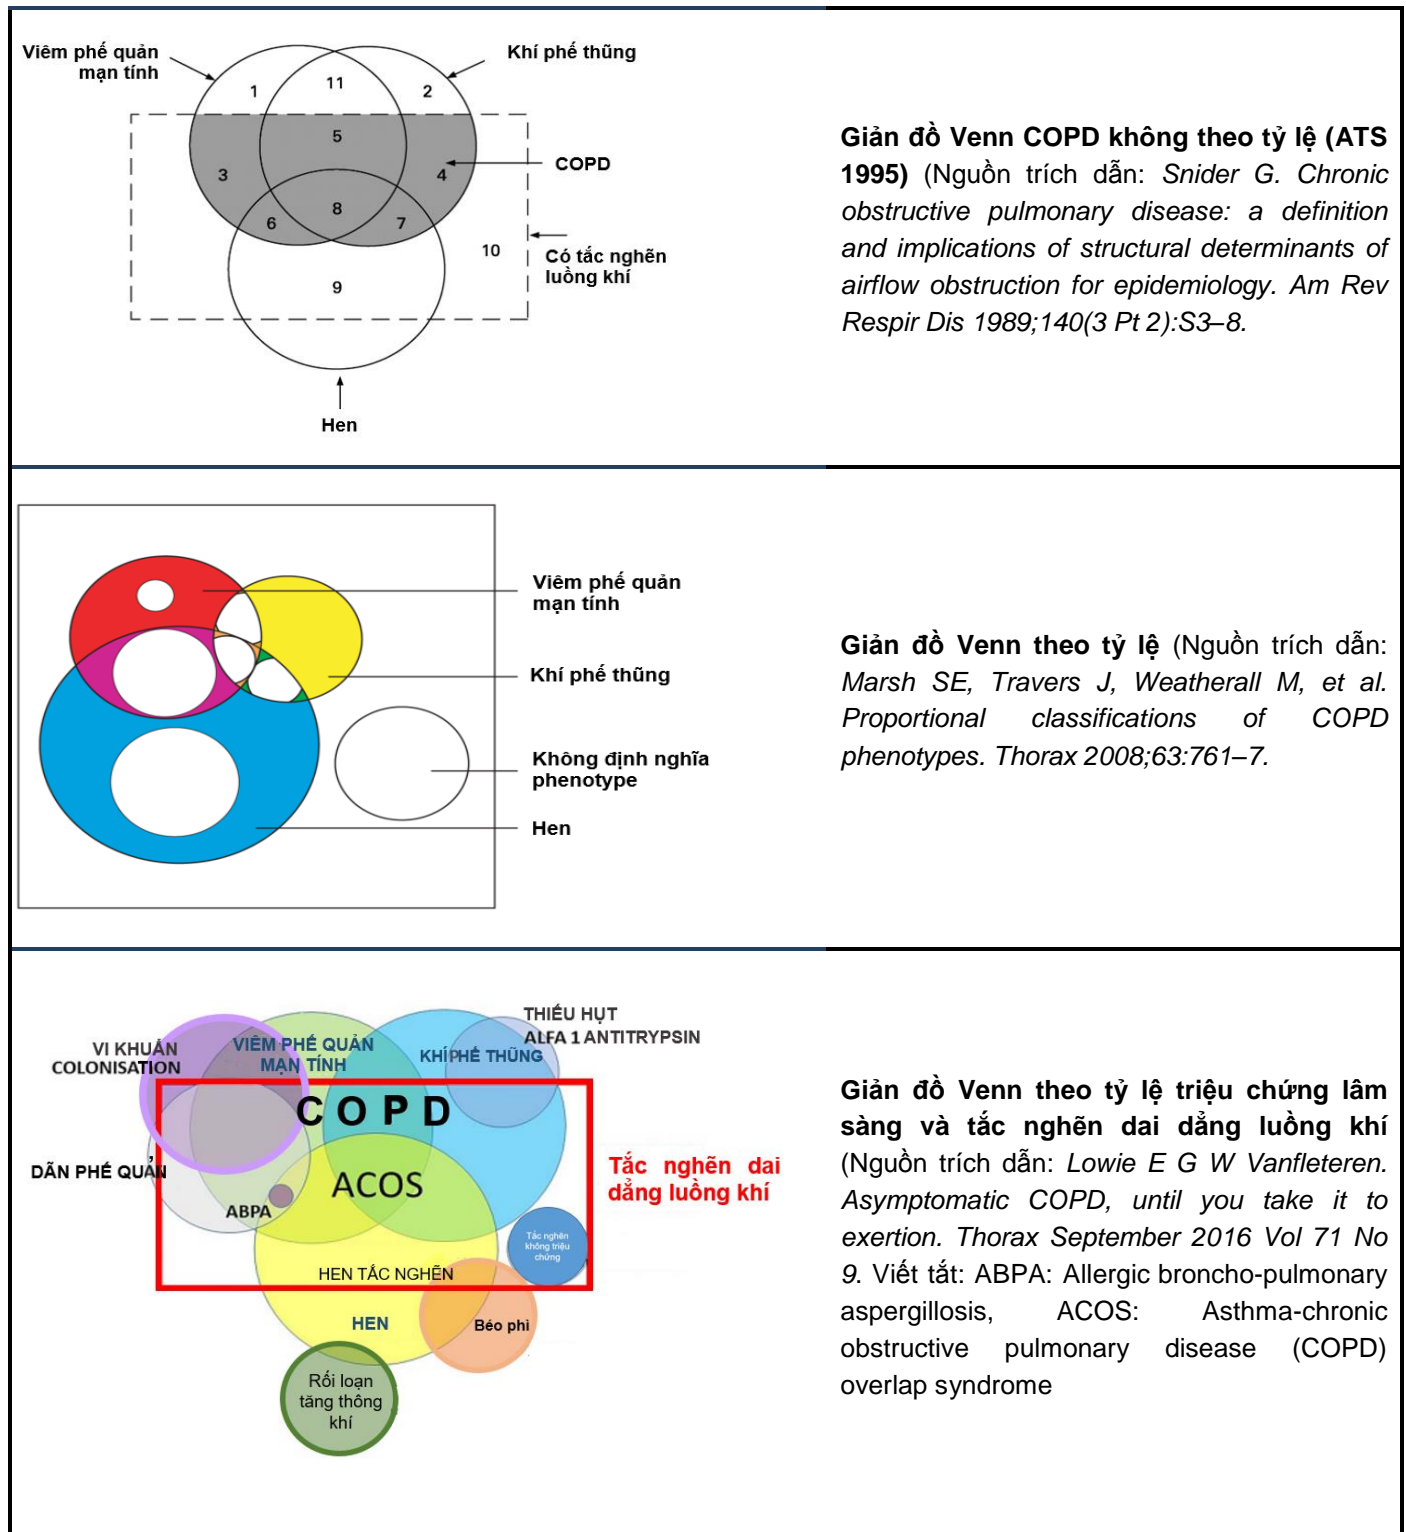 Viêm phế quản
mạn tính
Khí phế thũng
1
11
2
5
3
4
COPD
8
6
7
10
Có tắc nghẽn
luồng khí
9
Hen
Giản đồ Venn COPD không theo tỷ lệ (ATS
1995) (Nguồn trích dẫn: Snider G. Chronic
obstructive pulmonary disease: a definition
and implications of structural determinants of
airflow obstruction for epidemiology. Am Rev
Respir Dis 1989;140(3 Pt 2):S3–8.
Viêm phế quản
mạn tính
Khí phế thũng
Không định nghĩa
phenotype
Hen
Giản đồ Venn theo tỷ lệ (Nguồn trích dẫn:
Marsh SE, Travers J, Weatherall M, et al.
Proportional classifications of COPD
phenotypes. Thorax 2008;63:761–7.
THIẾU HỤT
ALFA 1 ANTITRYPSIN
VI KHUẨN
COLONISATION
VIÊM PHẾ QUẢN
MẠN TÍNH
KHÍ PHẾ THŨNG
COPD
DÃN PHẾ QUẢN
ACOS
ABPA
Tắc nghẽn dai
dẳng luồng khí
Tắc nghẽn
không triệu
chứng
HEN TẮC NGHẼN
HEN
Béo phì
Rối loạn
tăng thông
khí
Giản đồ Venn theo tỷ lệ triệu chứng lâm
sàng và tắc nghẽn dai dẳng luồng khí
(Nguồn trích dẫn: Lowie E G W Vanfleteren.
Asymptomatic COPD, until you take it to
exertion. Thorax September 2016 Vol 71 No
9. Viết tắt: ABPA: Allergic broncho-pulmonary
aspergillosis, ACOS: Asthma-chronic
obstructive pulmonary disease (COPD)
overlap syndrome